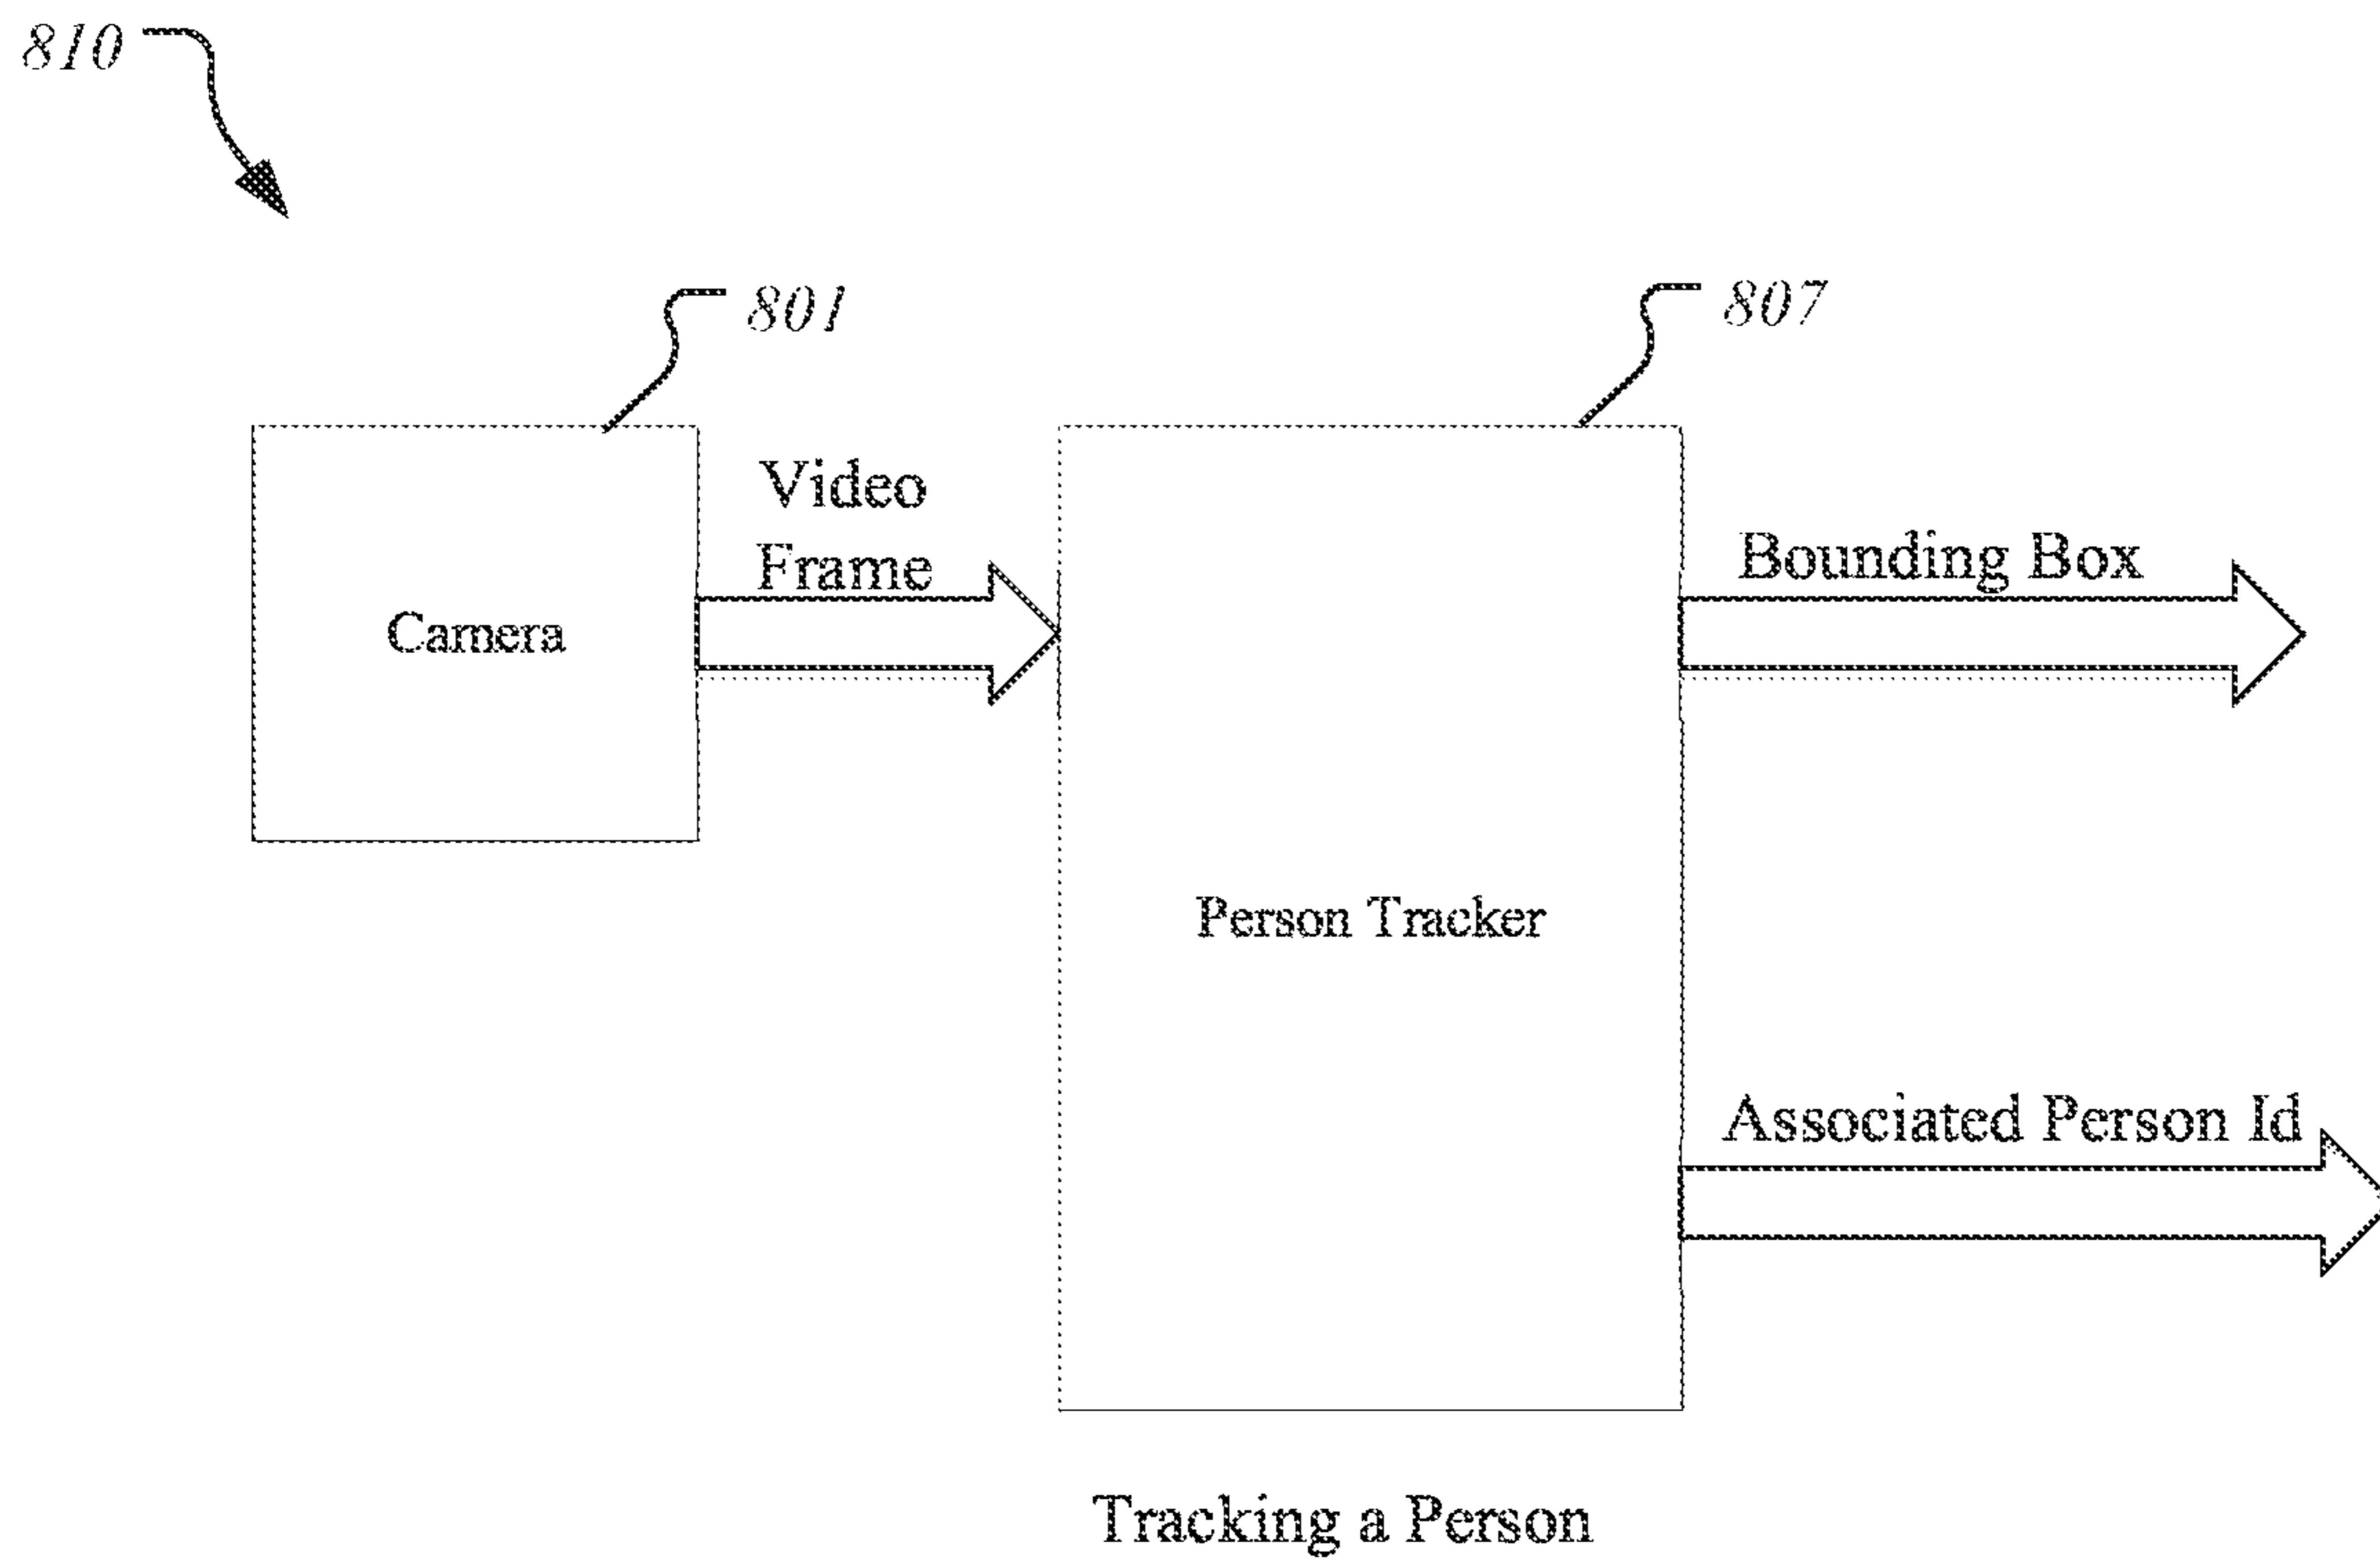 810
801
807
Video
Frame
Bounding Box
Camera
Person Tracker
Associated Person Id
Tracking a Person